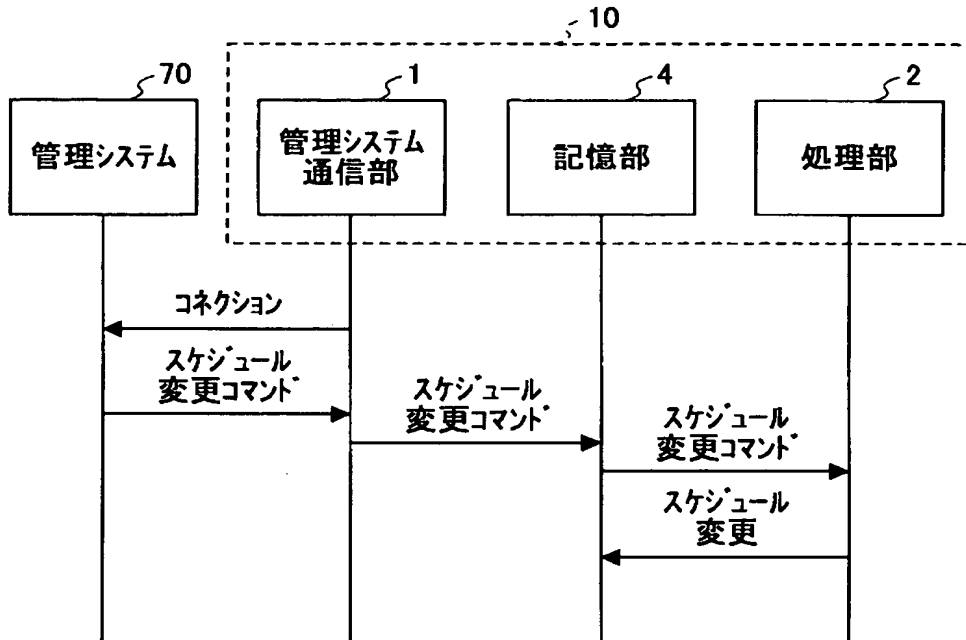 10
70
1
4
2
管理システム
管理システム
通信部
記憶部
処理部
コネクション
スケジュール
変更コマンド
スケジュール
変更コマンド
スケジュール
変更コマンド
スケジュール
変更